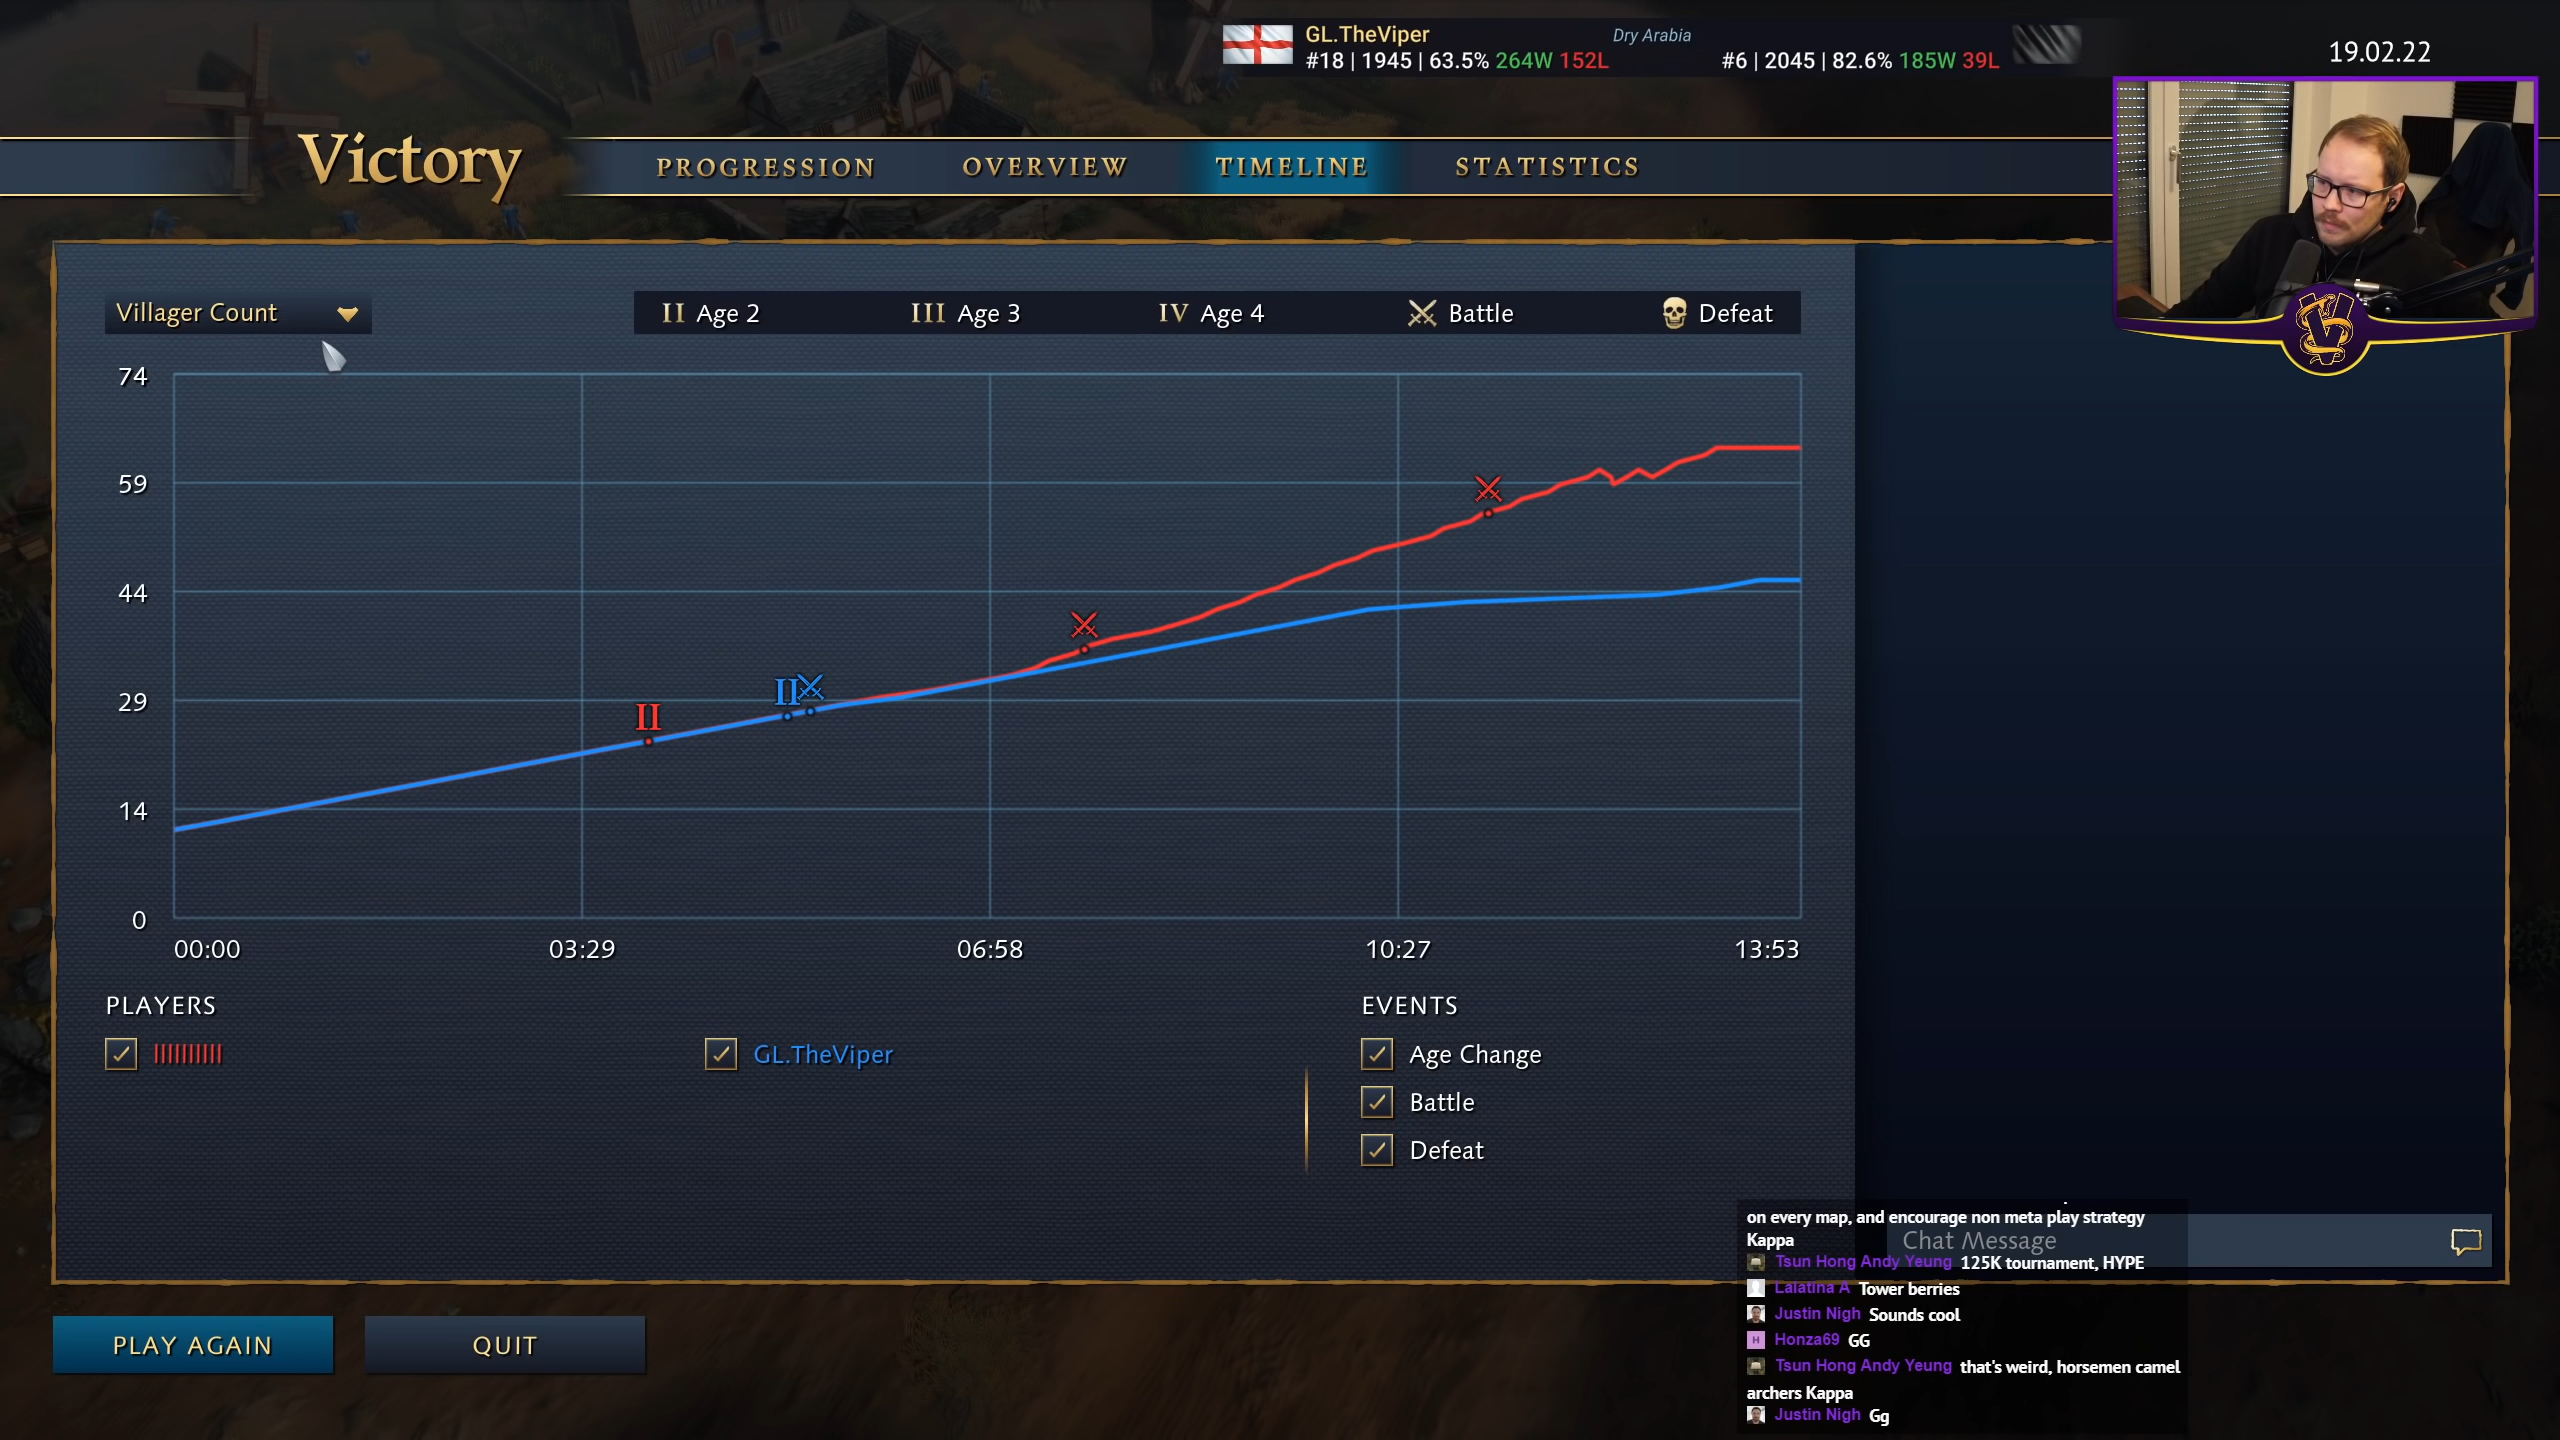 GL.TheViper
Dry Arabia
#18 | 1945 | 63.5% 264W 152L
#6 | 2045 | 82.6% 185W 39L
19.02.22
Victory
PROGRESSION
OVERVIEW
TIMELINE
STATISTICS
Villager Count
II Age 2
III Age 3
IV Age 4
Battle
Defeat
74
59
44
29
14
0
II
II
00:00
03:29
06:58
10:27
13:53
PLAYERS
llllllllll
GL.TheViper
EVENTS
Age Change
Battle
Defeat
on every map, and encourage non meta play strategy
Kappa
Chat Message
Tsun Hong Andy Yeung 125K tournament, HYPE
Lalatina A Tower berries
Justin Nigh Sounds cool
H Honza69 GG
Tsun Hong Andy Yeung that's weird, horsemen camel
archers Kappa
Justin Nigh Gg
PLAY AGAIN
QUIT